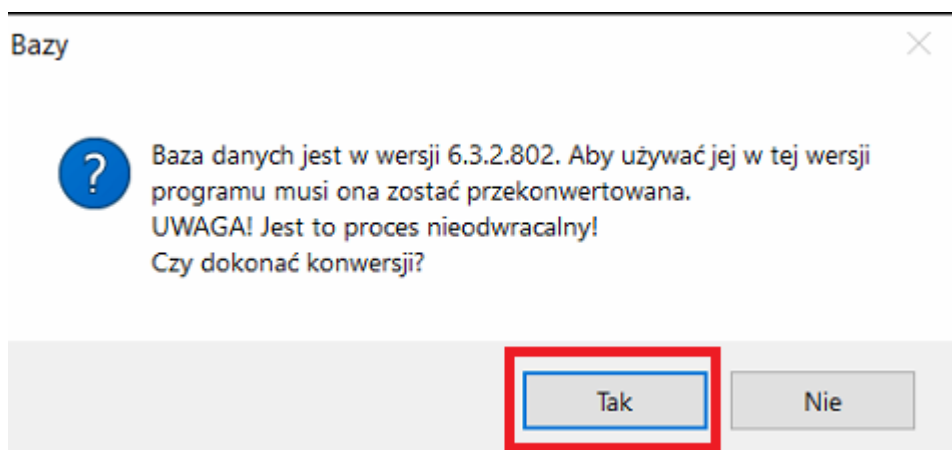 Bazy
?
Baza danych jest w wersji 6.3.2.802. Aby używać jej w tej wersji
programu musi ona zostać przekonwertowana.
UWAGA! Jest to proces nieodwracalny!
Czy dokonać konwersji?
Tak
Nie